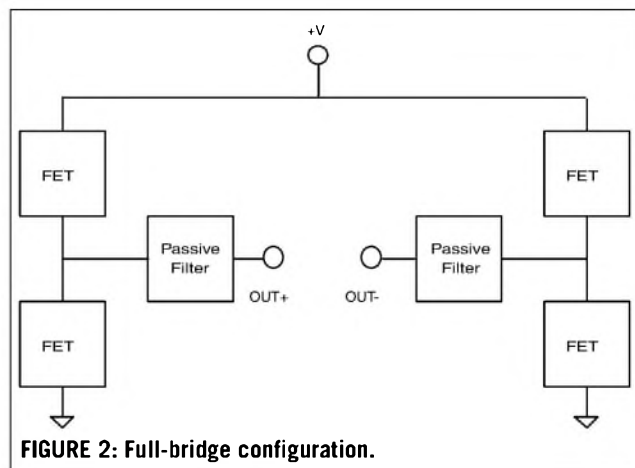 +V
FET
FET
Passive
Filter
Passive
Filter
OUT+
OUT-
FET
FET
FIGURE 2: Full-bridge configuration.